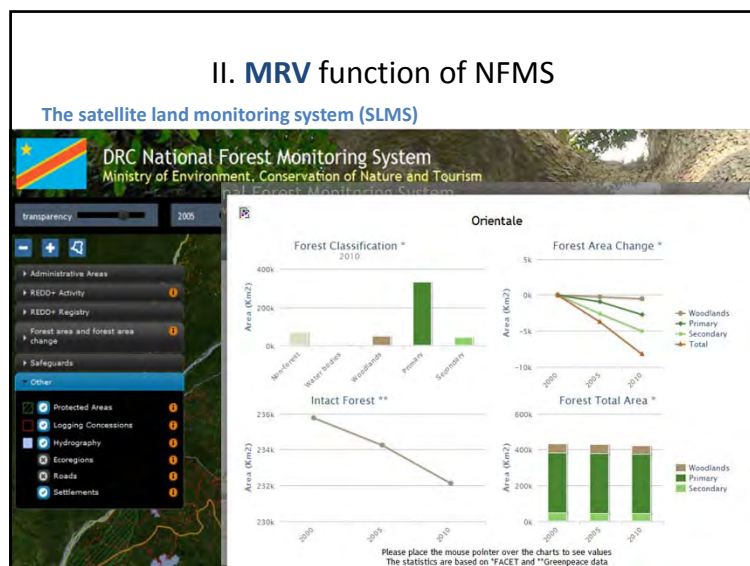 II. MRV function of NFMS
The satellite land monitoring system (SLMS)
DRC National Forest Monitoring System
Ministry of Environment, Conservation of Nature and Tourism
transparency
2005
Administrative Areas
REDD+ Activity
REDD+ Registry
Forest area and forest area
change
Safeguards
Other
Protected Areas
Logging Concessions
Hydrography
Ecoregions
Roads
Settlements
Orientale
Forest Classification *
2010
Area (Km2)
400k
200k
0k
Non-forest
Water bodies
Woodlands
Primary
Secondary
Forest Area Change *
Area (Km2)
5k
0k
-5k
-10k
2000
2005
2010
Woodlands
Primary
Secondary
Total
Intact Forest **
Area (Km2)
236k
234k
232k
230k
2000
2005
2010
Forest Total Area *
Area (Km2)
600k
400k
200k
0k
2000
2005
2010
Woodlands
Primary
Secondary
Please place the mouse pointer over the charts to see values
The statistics are based on *FACET and **Greenpeace data